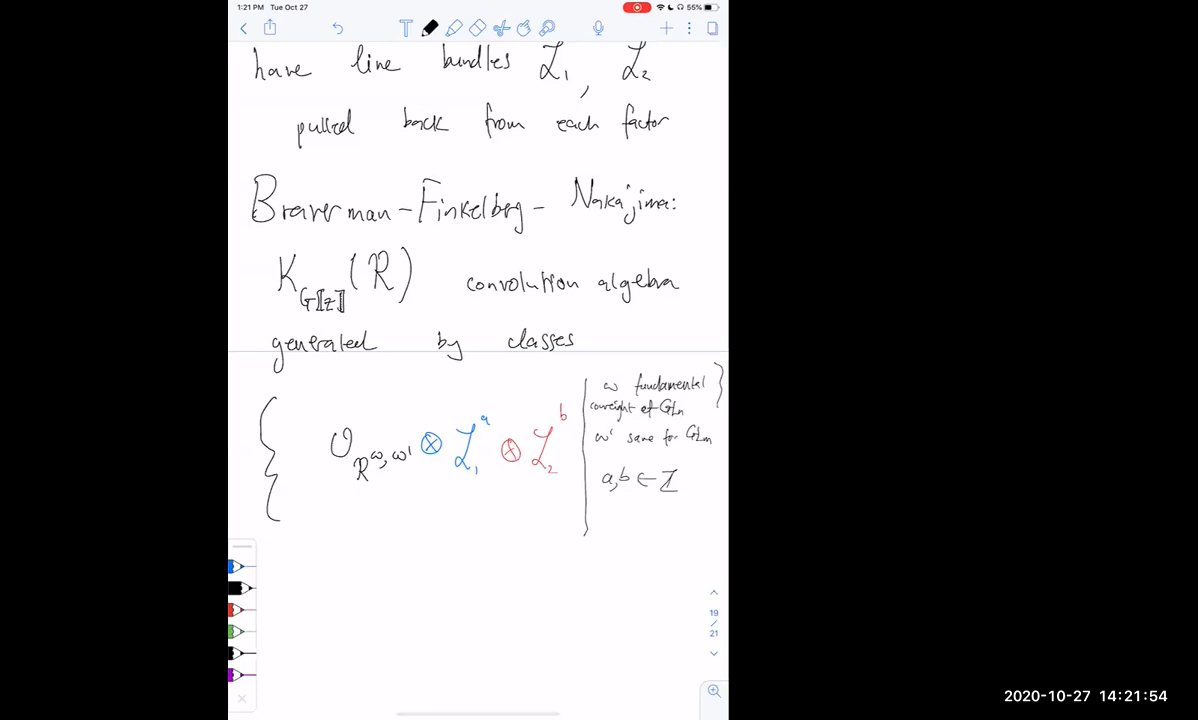 1:21 PM Tue Oct 27
55%
have line bundles ℒ₁, ℒ₂
pulled back from each factor
Braverman-Finkelberg-Nakajima:
K_{G[[z]]}(ℛ) convolution algebra
generated by classes
{ 𝒪_{ℛ^{ω,ω'}} ⊗ ℒ₁^a ⊗ ℒ₂^b
ω fundamental
coweight of GLn
ω' same for GLm
a,b ∈ ℤ
19
/
21
2020-10-27 14:21:54